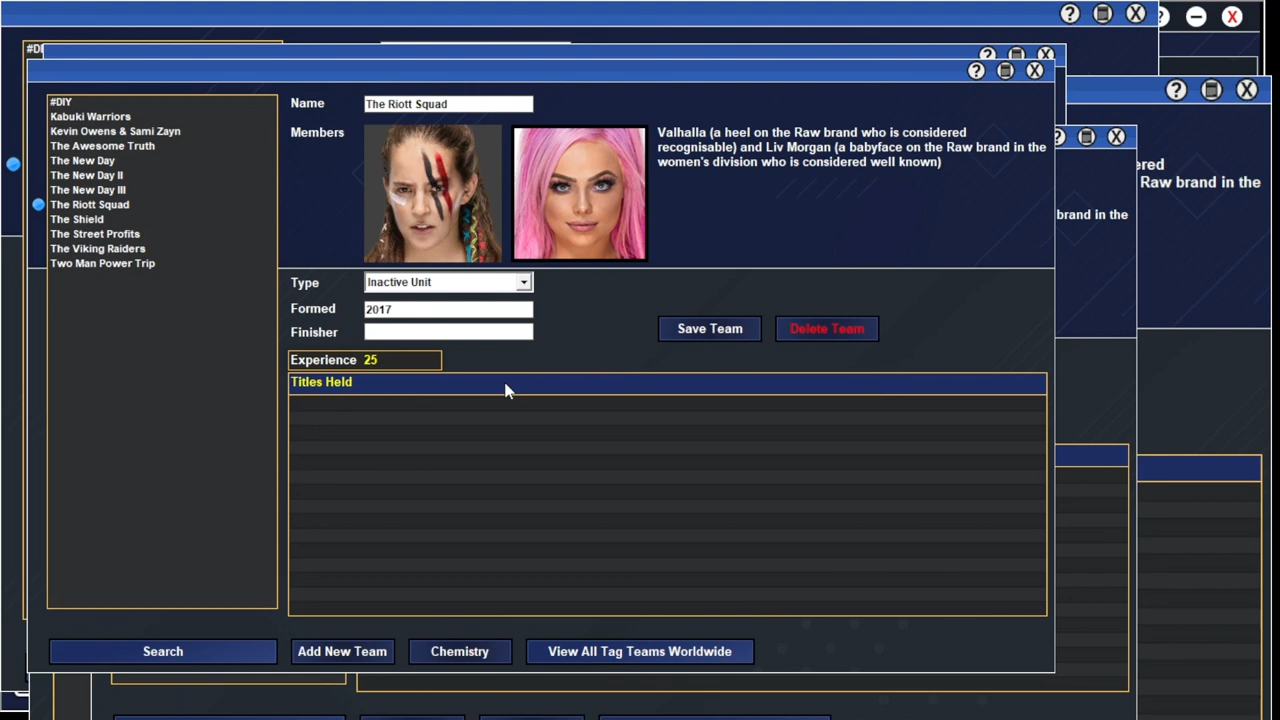 #DI
#DIY
Kabuki Warriors
Kevin Owens & Sami Zayn
The Awesome Truth
The New Day
The New Day II
The New Day III
The Riott Squad
The Shield
The Street Profits
The Viking Raiders
Two Man Power Trip
Name
The Riott Squad
Members
Valhalla (a heel on the Raw brand who is considered
recognisable) and Liv Morgan (a babyface on the Raw brand in the
women's division who is considered well known)
ered
Raw brand in the
brand in the
Type
Inactive Unit
Formed
2017
Finisher
Save Team
Delete Team
Experience 25
Titles Held
Search
Add New Team
Chemistry
View All Tag Teams Worldwide